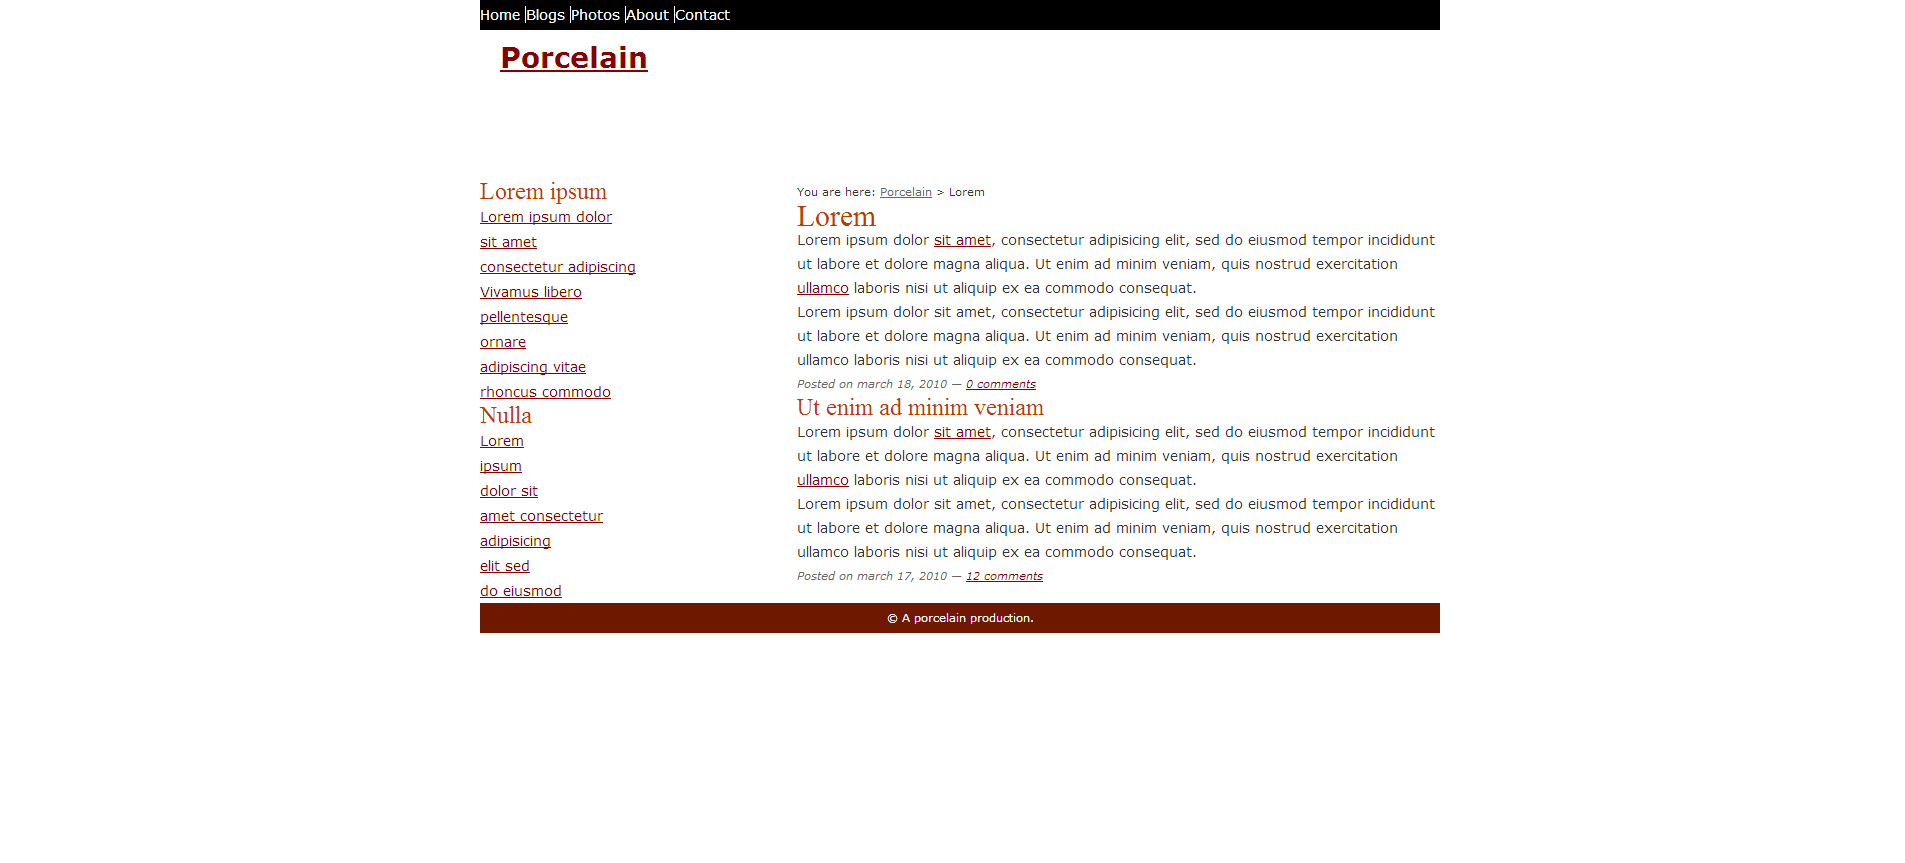 Home Blogs Photos About Contact
Porcelain
Lorem ipsum
Lorem ipsum dolor
sit amet
consectetur adipiscing
Vivamus libero
pellentesque
ornare
adipiscing vitae
rhoncus commodo
Nulla
Lorem
ipsum
dolor sit
amet consectetur
adipisicing
elit sed
do eiusmod
You are here: Porcelain > Lorem
Lorem
Lorem ipsum dolor sit amet, consectetur adipisicing elit, sed do eiusmod tempor incididunt
ut labore et dolore magna aliqua. Ut enim ad minim veniam, quis nostrud exercitation
ullamco laboris nisi ut aliquip ex ea commodo consequat.
Lorem ipsum dolor sit amet, consectetur adipisicing elit, sed do eiusmod tempor incididunt
ut labore et dolore magna aliqua. Ut enim ad minim veniam, quis nostrud exercitation
ullamco laboris nisi ut aliquip ex ea commodo consequat.
Posted on march 18, 2010 — 0 comments
Ut enim ad minim veniam
Lorem ipsum dolor sit amet, consectetur adipisicing elit, sed do eiusmod tempor incididunt
ut labore et dolore magna aliqua. Ut enim ad minim veniam, quis nostrud exercitation
ullamco laboris nisi ut aliquip ex ea commodo consequat.
Lorem ipsum dolor sit amet, consectetur adipisicing elit, sed do eiusmod tempor incididunt
ut labore et dolore magna aliqua. Ut enim ad minim veniam, quis nostrud exercitation
ullamco laboris nisi ut aliquip ex ea commodo consequat.
Posted on march 17, 2010 — 12 comments
© A porcelain production.